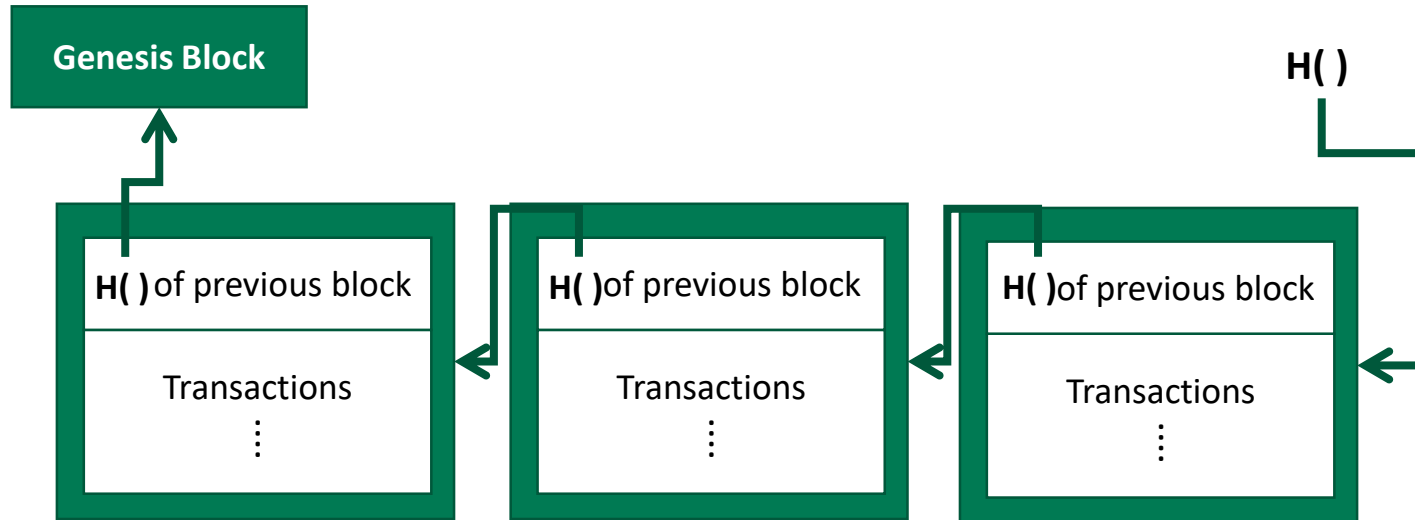 Genesis Block
H( )
H( ) of previous block
Transactions
⋮
H( )of previous block
Transactions
⋮
H( )of previous block
Transactions
⋮